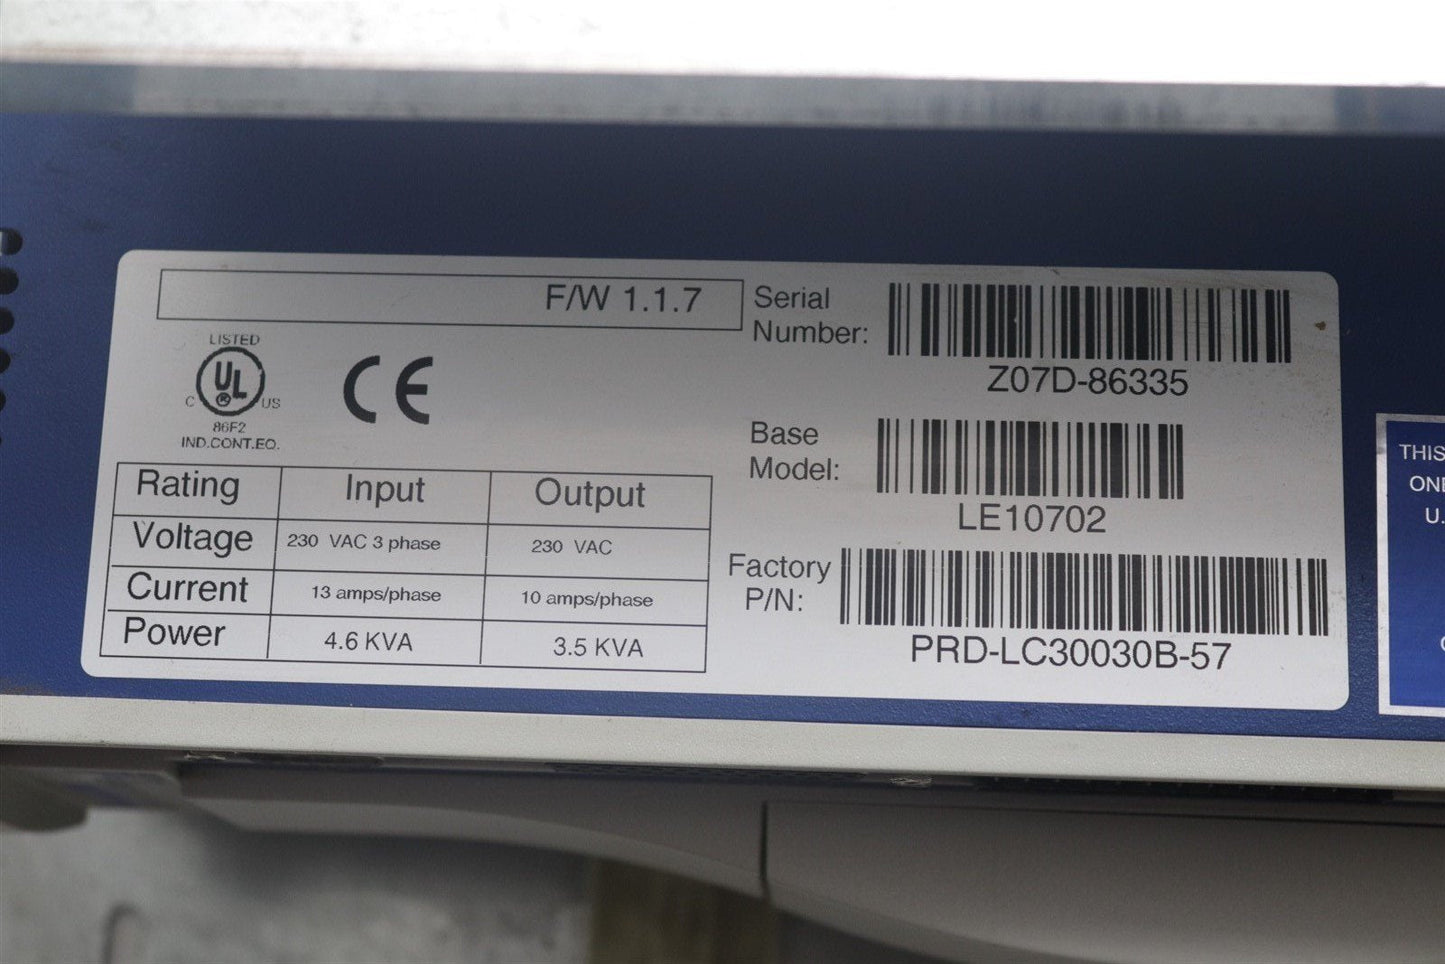 F/W 1.1.7
LISTED
UL
®
C US
86F2
IND.CONT.EQ.
CE
Rating Input Output
Voltage 230 VAC 3 phase 230 VAC
Current 13 amps/phase 10 amps/phase
Power 4.6 KVA 3.5 KVA
Serial
Number:
Z07D-86335
Base
Model:
LE10702
Factory
P/N:
PRD-LC30030B-57
THIS
U.